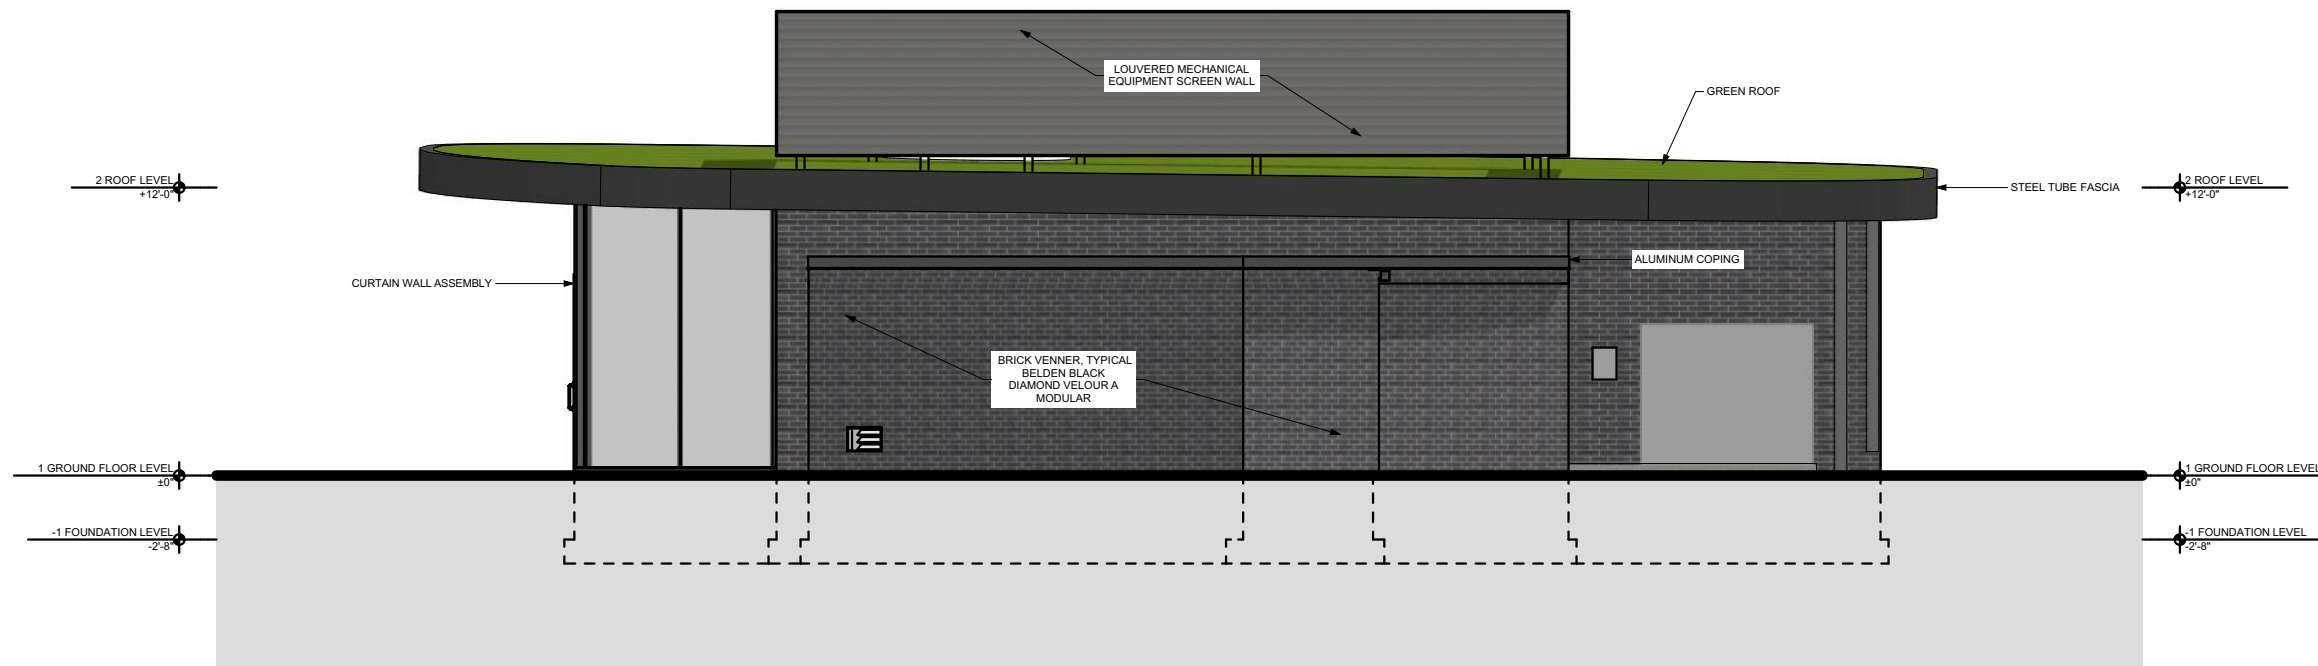 LOUVERED MECHANICAL
EQUIPMENT SCREEN WALL
GREEN ROOF
2 ROOF LEVEL
+12'-0"
STEEL TUBE FASCIA
2 ROOF LEVEL
+12'-0"
ALUMINUM COPING
CURTAIN WALL ASSEMBLY
BRICK VENNER, TYPICAL
BELDEN BLACK
DIAMOND VELOUR A
MODULAR
1 GROUND FLOOR LEVEL
±0"
1 GROUND FLOOR LEVEL
±0"
-1 FOUNDATION LEVEL
-2'-8"
-1 FOUNDATION LEVEL
-2'-8"